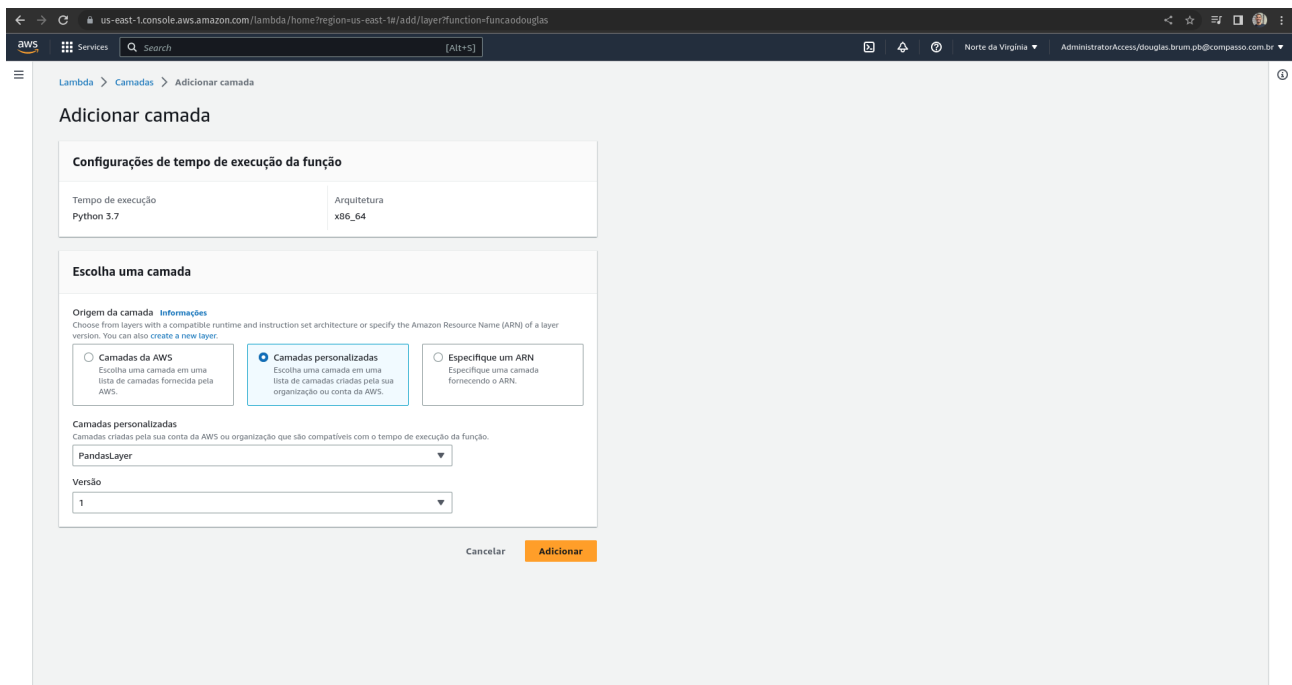 us-east-1.console.aws.amazon.com/lambda/home?region=us-east-1#/add/layer?function=funcaodouglas
aws Services Search [Alt+S] Norte da Virgínia AdministratorAccess/douglas.brum.pb@compasso.com.br
Lambda > Camadas > Adicionar camada
Adicionar camada
Configurações de tempo de execução da função
Tempo de execução Arquitetura
Python 3.7 x86_64
Escolha uma camada
Origem da camada Informações
Choose from layers with a compatible runtime and instruction set architecture or specify the Amazon Resource Name (ARN) of a layer
version. You can also create a new layer.
Camadas da AWS
Escolha uma camada em uma
lista de camadas fornecida pela
AWS.
Camadas personalizadas
Escolha uma camada em uma
lista de camadas criadas pela sua
organização ou conta da AWS.
Especifique um ARN
Especifique uma camada
fornecendo o ARN.
Camadas personalizadas
Camadas criadas pela sua conta da AWS ou organização que são compatíveis com o tempo de execução da função.
PandasLayer
Versão
1
Cancelar Adicionar